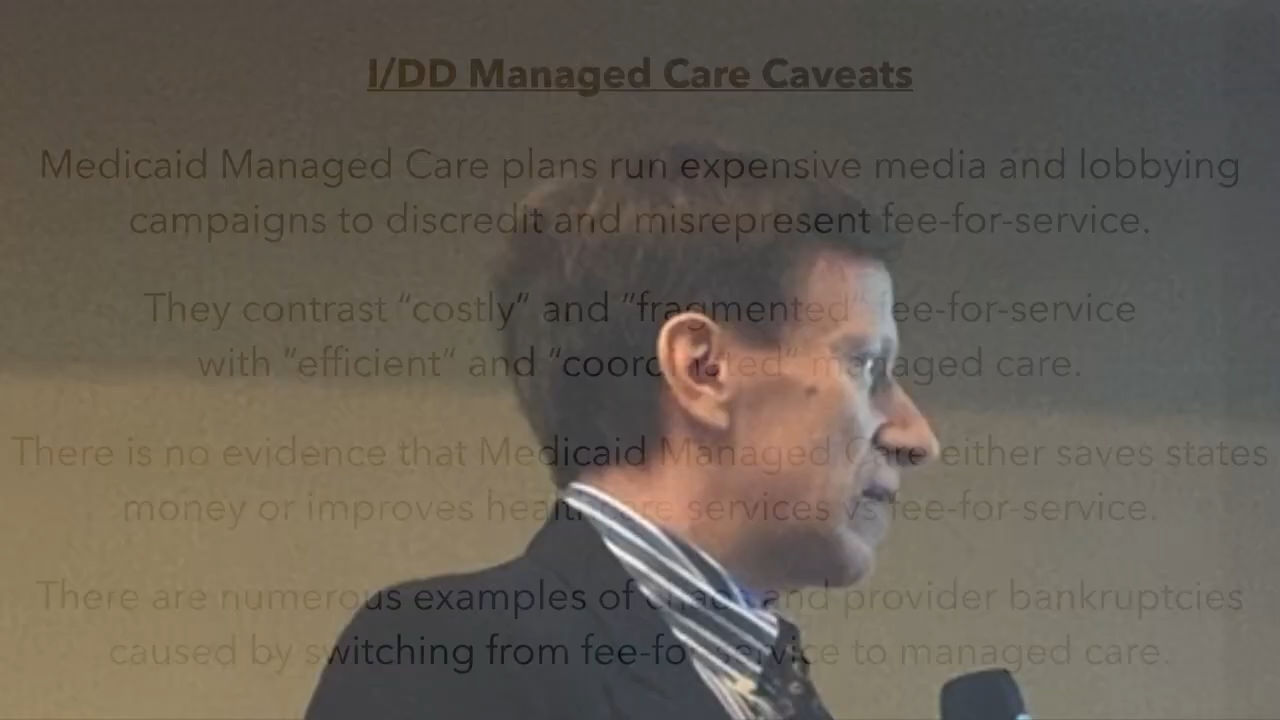 I/DD Managed Care Caveats
Medicaid Managed Care plans run expensive media and lobbying
campaigns to discredit and misrepresent fee-for-service.
They contrast “costly” and “fragmented” fee-for-service
with “efficient” and “coordinated” managed care.
There is no evidence that Medicaid Managed Care either saves states
money or improves healthcare services vs fee-for-service.
There are numerous examples of chaos and provider bankruptcies
caused by switching from fee-for-service to managed care.